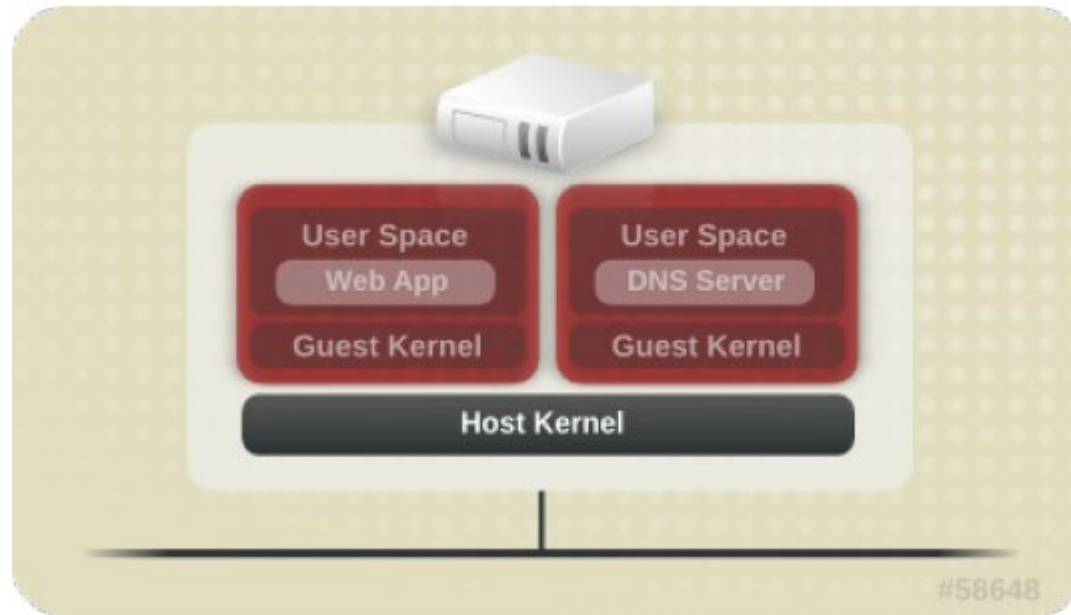 User Space
Web App
Guest Kernel
User Space
DNS Server
Guest Kernel
Host Kernel
#58648